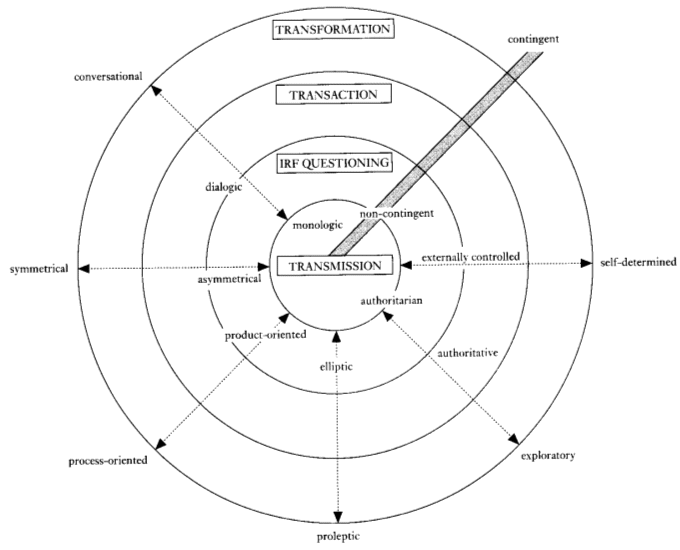 TRANSFORMATION
contingent
conversational
TRANSACTION
IRF QUESTIONING
dialogic
non-contingent
monologic
externally controlled
symmetrical
TRANSMISSION
self-determined
asymmetrical
authoritarian
product-oriented
authoritative
elliptic
process-oriented
exploratory
proleptic